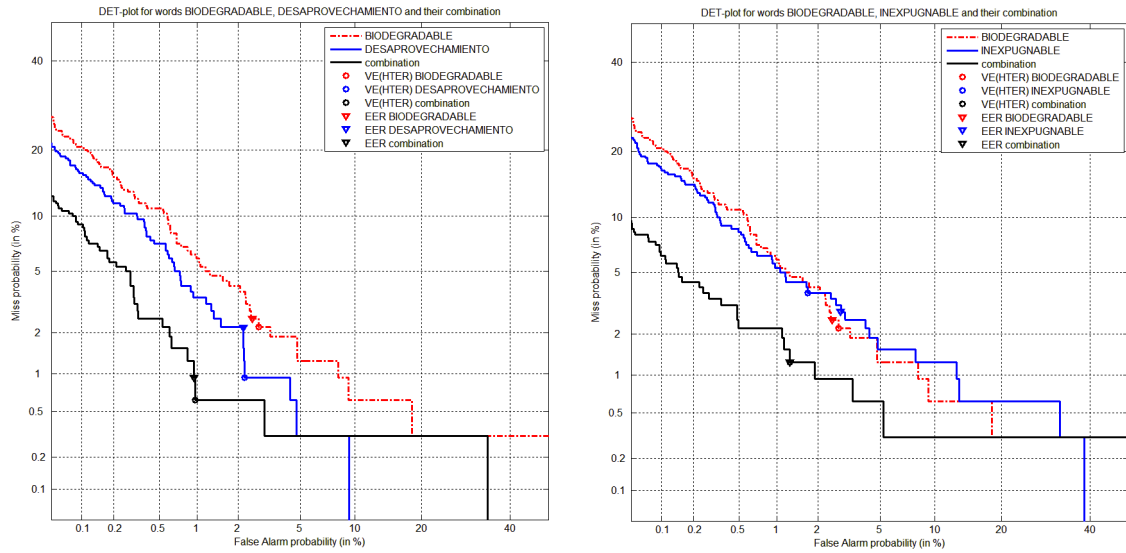 DET-plot for words BIODEGRADABLE, DESAPROVECHAMIENTO and their combination
BIODEGRADABLE
DESAPROVECHAMIENTO
combination
VE(HTER) BIODEGRADABLE
VE(HTER) DESAPROVECHAMIENTO
VE(HTER) combination
EER BIODEGRADABLE
EER DESAPROVECHAMIENTO
EER combination
Miss probability (in %)
40
20
10
5
2
1
0.5
0.2
0.1
0.1 0.2 0.5 1 2 5 10 20 40
False Alarm probability (in %)
DET-plot for words BIODEGRADABLE, INEXPUGNABLE and their combination
BIODEGRADABLE
INEXPUGNABLE
combination
VE(HTER) BIODEGRADABLE
VE(HTER) INEXPUGNABLE
VE(HTER) combination
EER BIODEGRADABLE
EER INEXPUGNABLE
EER combination
Miss probability (in %)
40
20
10
5
2
1
0.5
0.2
0.1
0.1 0.2 0.5 1 2 5 10 20 40
False Alarm probability (in %)